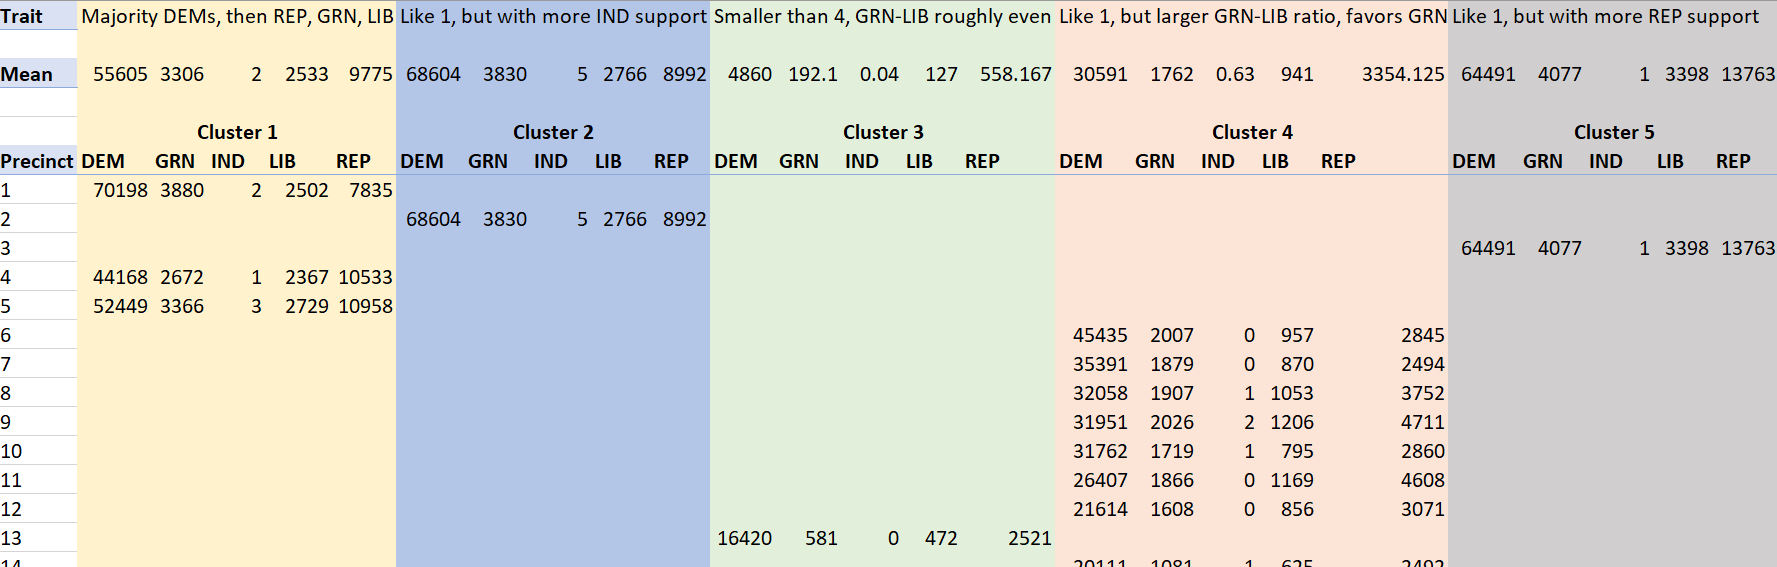 Trait Majority DEMs, then REP, GRN, LIB Like 1, but with more IND support Smaller than 4, GRN-LIB roughly even Like 1, but larger GRN-LIB ratio, favors GRN Like 1, but with more REP support
Mean 55605 3306 2 2533 9775 68604 3830 5 2766 8992 4860 192.1 0.04 127 558.167 30591 1762 0.63 941 3354.125 64491 4077 1 3398 13763
Cluster 1 Cluster 2 Cluster 3 Cluster 4 Cluster 5
Precinct DEM GRN IND LIB REP DEM GRN IND LIB REP DEM GRN IND LIB REP DEM GRN IND LIB REP DEM GRN IND LIB REP
1 70198 3880 2 2502 7835
2 68604 3830 5 2766 8992
3 64491 4077 1 3398 13763
4 44168 2672 1 2367 10533
5 52449 3366 3 2729 10958
6 45435 2007 0 957 2845
7 35391 1879 0 870 2494
8 32058 1907 1 1053 3752
9 31951 2026 2 1206 4711
10 31762 1719 1 795 2860
11 26407 1866 0 1169 4608
12 21614 1608 0 856 3071
13 16420 581 0 472 2521
14 20111 1081 1 625